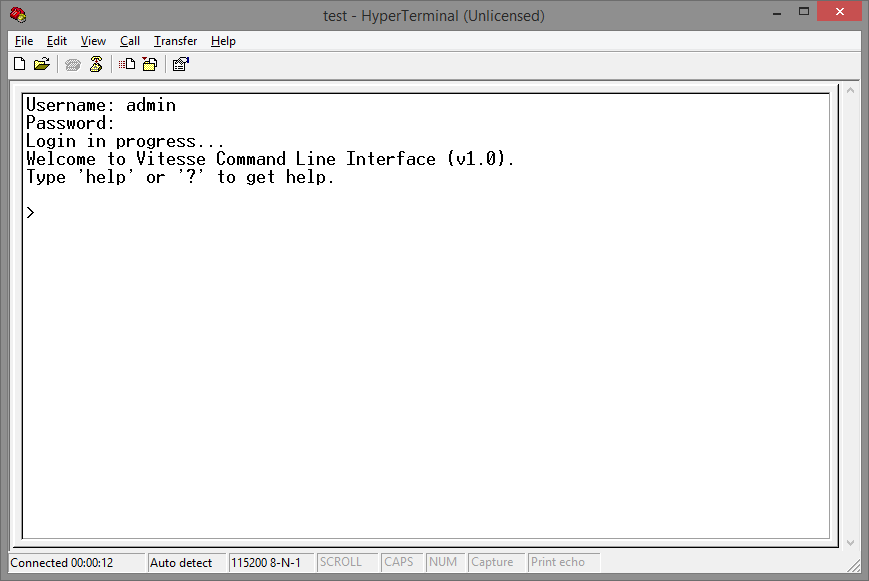 test - HyperTerminal (Unlicensed)
File Edit View Call Transfer Help
Username: admin
Password:
Login in progress...
Welcome to Vitesse Command Line Interface (v1.0).
Type 'help' or '?' to get help.
>
Connected 00:00:12 Auto detect 115200 8-N-1 SCROLL CAPS NUM Capture Print echo